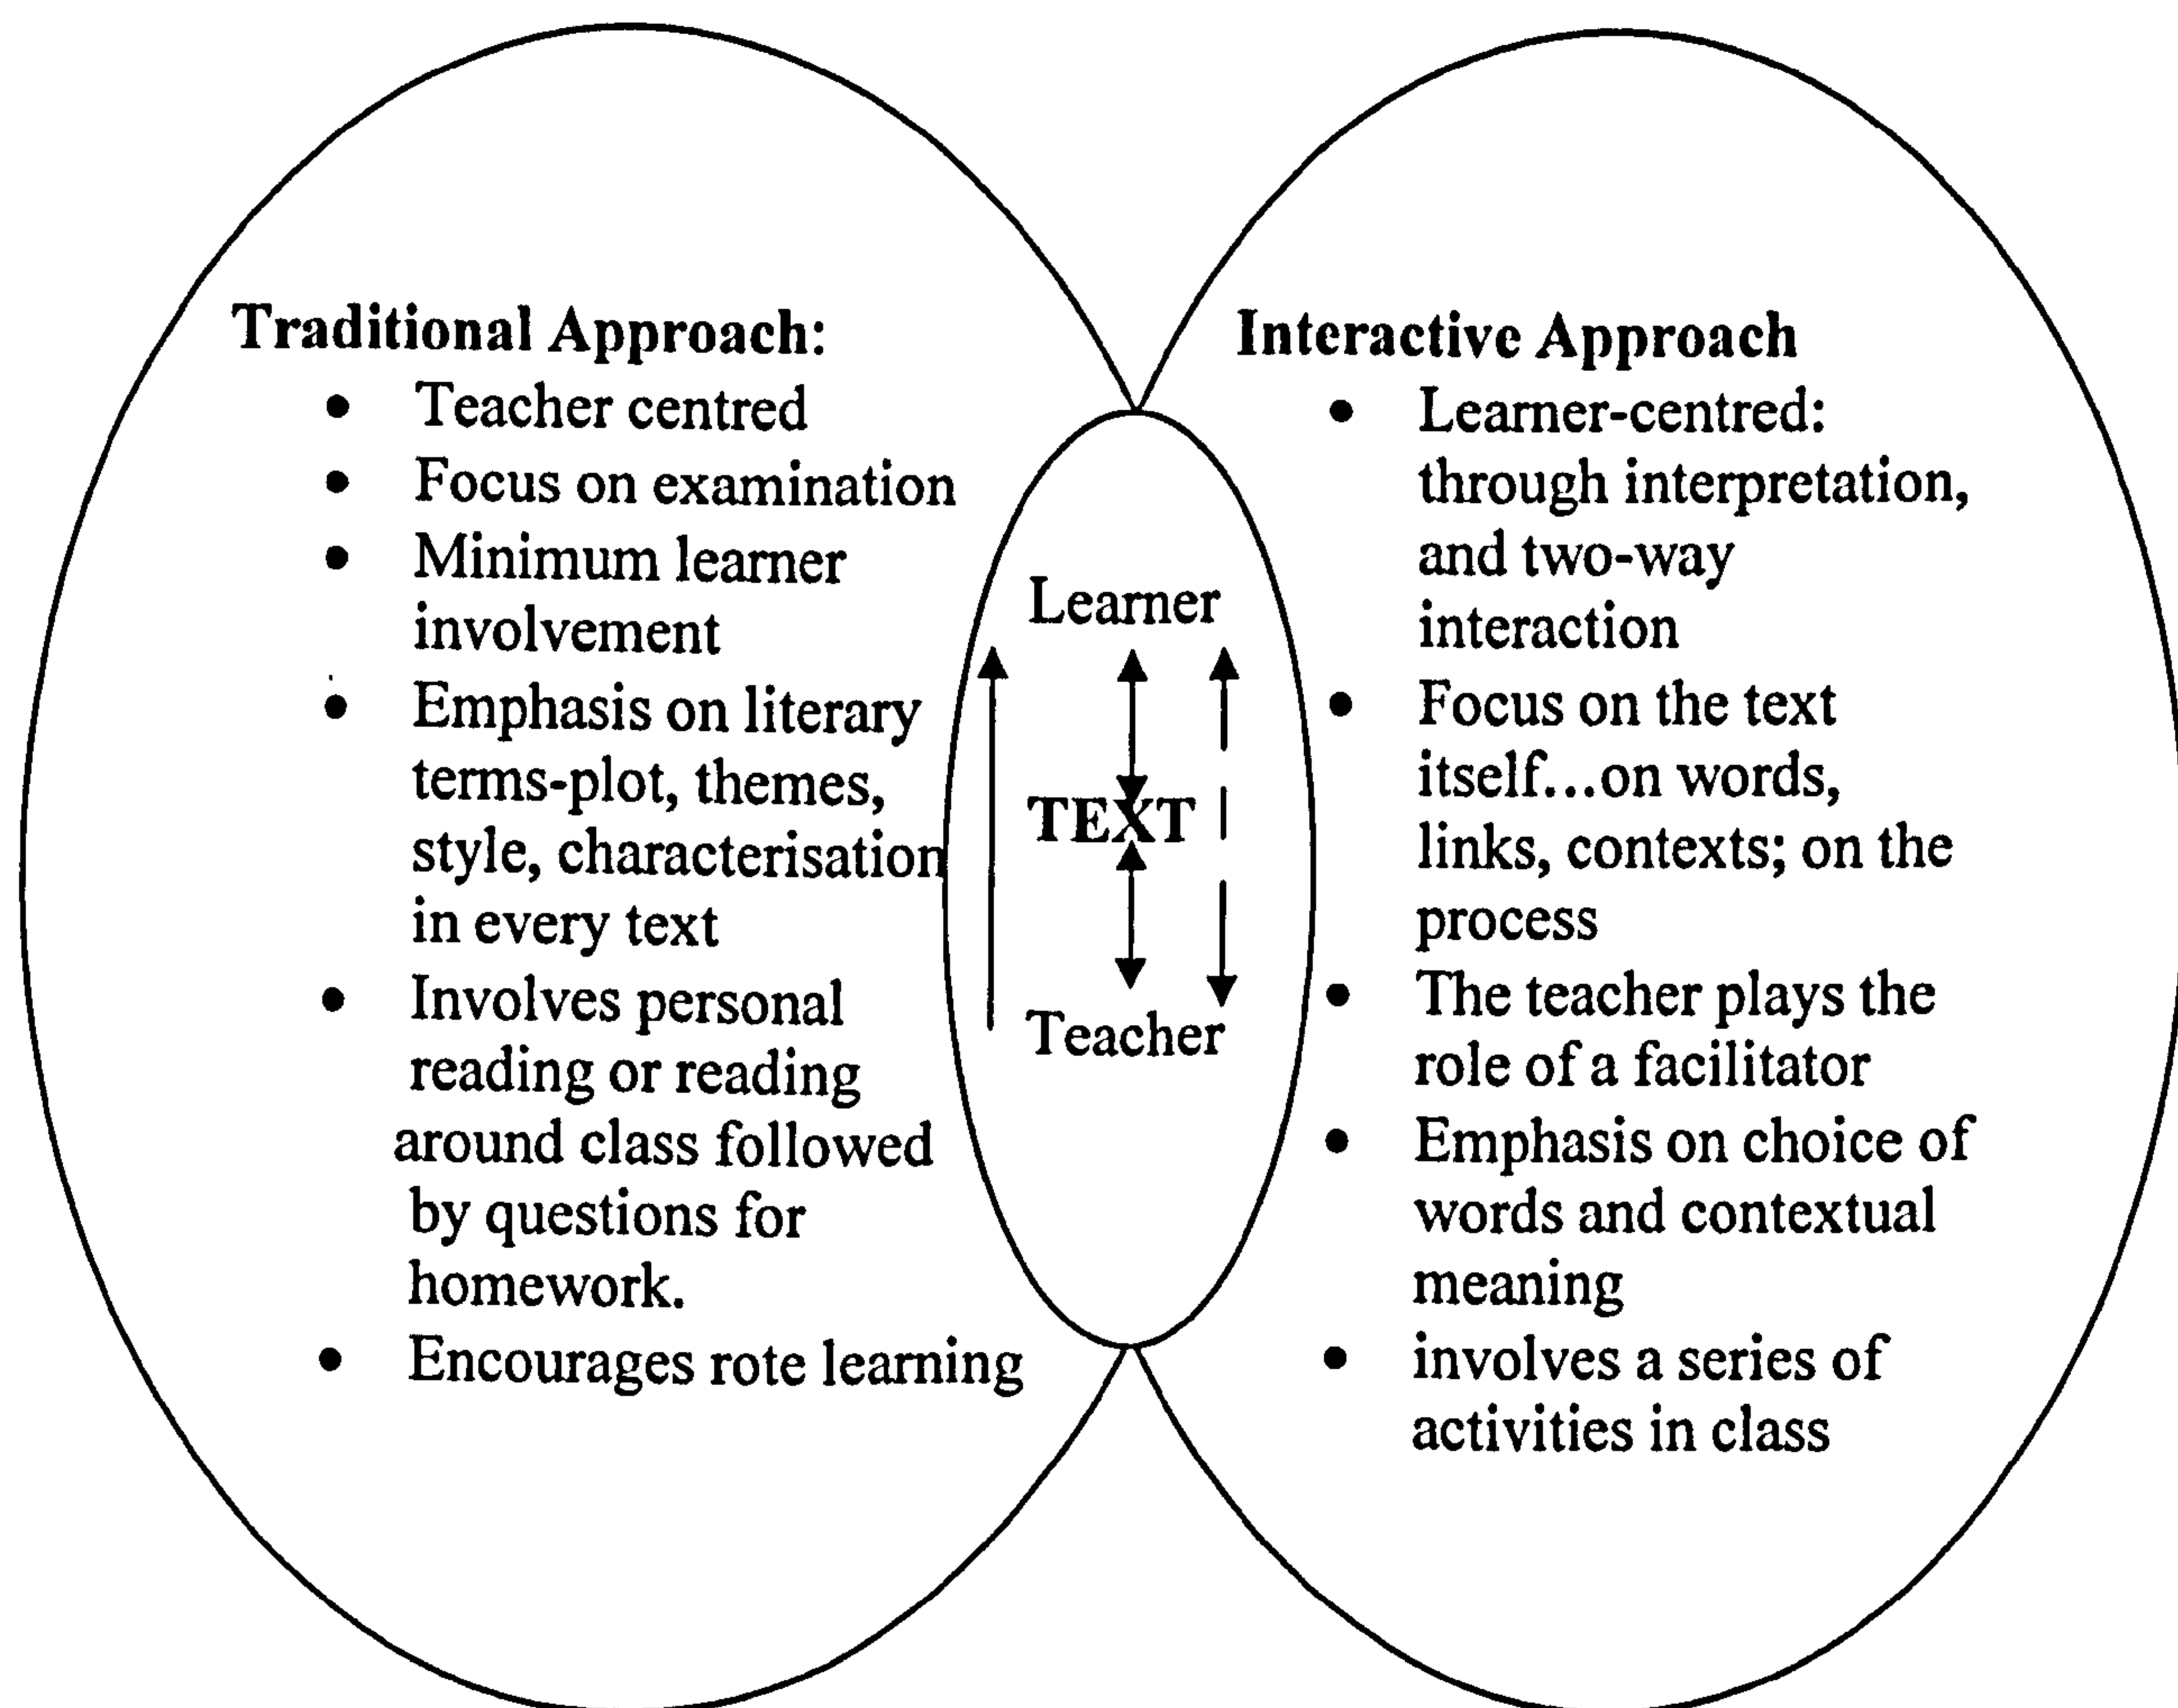 Traditional Approach:
• Teacher centred
• Focus on examination
• Minimum learner
involvement
• Emphasis on literary
terms-plot, themes,
style, characterisation
in every text
• Involves personal
reading or reading
around class followed
by questions for
homework.
• Encourages rote learning
Learner
TEXT
Teacher
Interactive Approach
• Learner-centred:
through interpretation,
and two-way
interaction
• Focus on the text
itself...on words,
links, contexts; on the
process
• The teacher plays the
role of a facilitator
• Emphasis on choice of
words and contextual
meaning
• involves a series of
activities in class